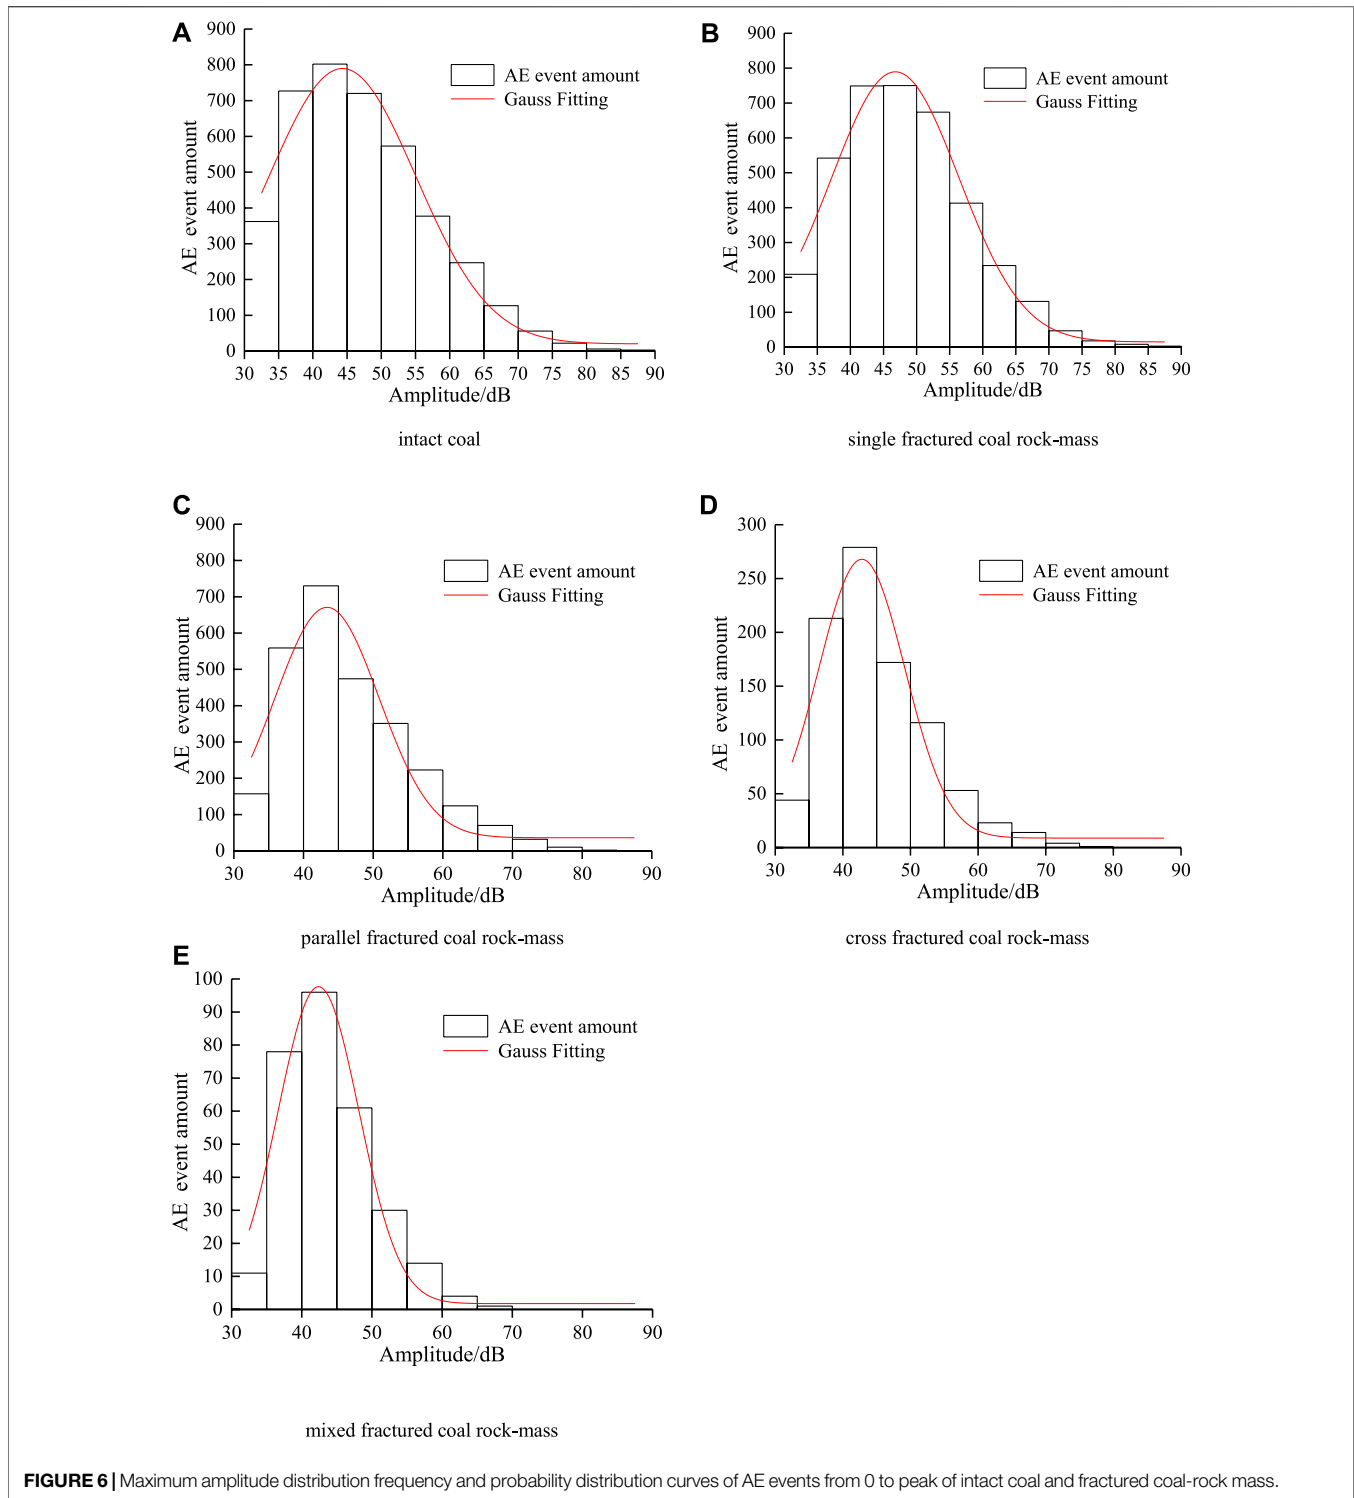 A
900
800
700
600
500
400
300
200
100
0
AE event amount
AE event amount
Gauss Fitting
30 35 40 45 50 55 60 65 70 75 80 85 90
Amplitude/dB
intact coal
B
900
800
700
600
500
400
300
200
100
0
AE event amount
AE event amount
Gauss Fitting
30 35 40 45 50 55 60 65 70 75 80 85 90
Amplitude/dB
single fractured coal rock-mass
C
900
800
700
600
500
400
300
200
100
0
AE event amount
AE event amount
Gauss Fitting
30 40 50 60 70 80 90
Amplitude/dB
parallel fractured coal rock-mass
D
300
250
200
150
100
50
0
AE event amount
AE event amount
Gauss Fitting
30 40 50 60 70 80 90
Amplitude/dB
cross fractured coal rock-mass
E
100
90
80
70
60
50
40
30
20
10
0
AE event amount
AE event amount
Gauss Fitting
30 40 50 60 70 80 90
Amplitude/dB
mixed fractured coal rock-mass
FIGURE 6 | Maximum amplitude distribution frequency and probability distribution curves of AE events from 0 to peak of intact coal and fractured coal-rock mass.